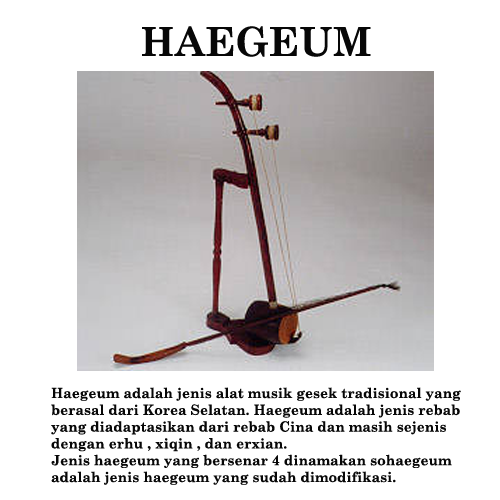 HAEGEUM
Haegeum adalah jenis alat musik gesek tradisional yang
berasal dari Korea Selatan. Haegeum adalah jenis rebab
yang diadaptasikan dari rebab Cina dan masih sejenis
dengan erhu , xiqin , dan erxian.
Jenis haegeum yang bersenar 4 dinamakan sohaegeum
adalah jenis haegeum yang sudah dimodifikasi.